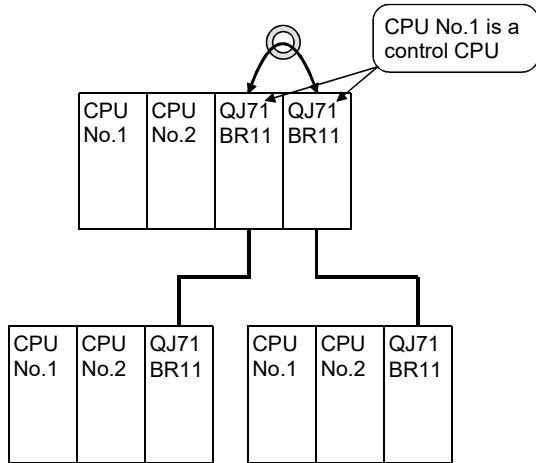 CPU No.1 is a
control CPU
CPU
No.1
CPU
No.2
QJ71
BR11
QJ71
BR11
CPU
No.1
CPU
No.2
QJ71
BR11
CPU
No.1
CPU
No.2
QJ71
BR11